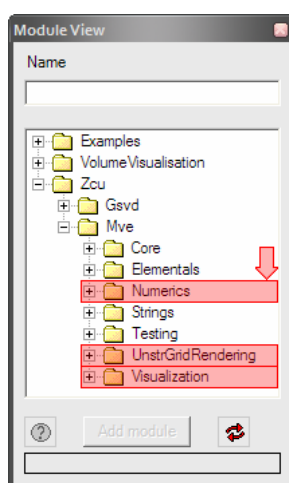 Module View
Name
Examples
VolumeVisualisation
Zcu
Gsvd
Mve
Core
Elementals
Numerics
Strings
Testing
UnstrGridRendering
Visualization
Add module